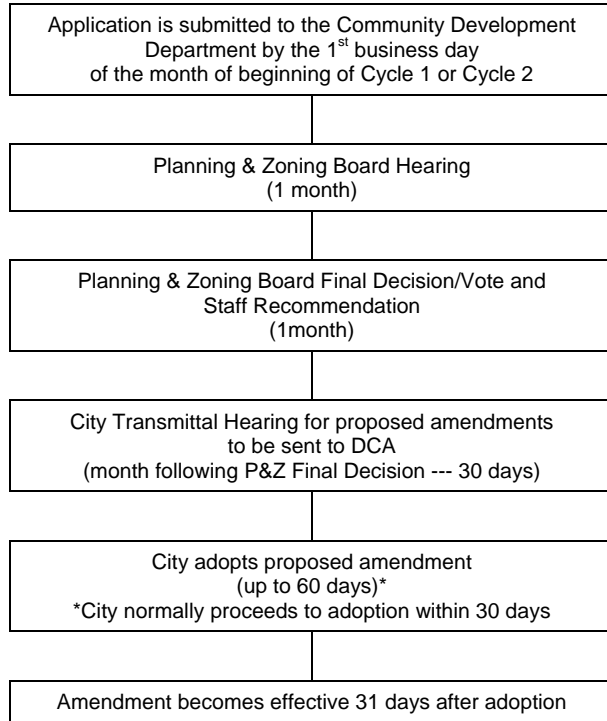 Application is submitted to the Community Development
Department by the 1st business day
of the month of beginning of Cycle 1 or Cycle 2
Planning & Zoning Board Hearing
(1 month)
Planning & Zoning Board Final Decision/Vote and
Staff Recommendation
(1month)
City Transmittal Hearing for proposed amendments
to be sent to DCA
(month following P&Z Final Decision --- 30 days)
City adopts proposed amendment
(up to 60 days)*
*City normally proceeds to adoption within 30 days
Amendment becomes effective 31 days after adoption